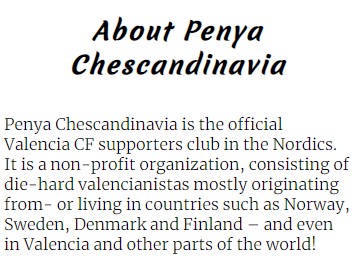 About Penya
Chescandinavia
Penya Chescandinavia is the official
Valencia CF supporters club in the Nordics.
It is a non-profit organization, consisting of
die-hard valencianistas mostly originating
from- or living in countries such as Norway,
Sweden, Denmark and Finland – and even
in Valencia and other parts of the world!